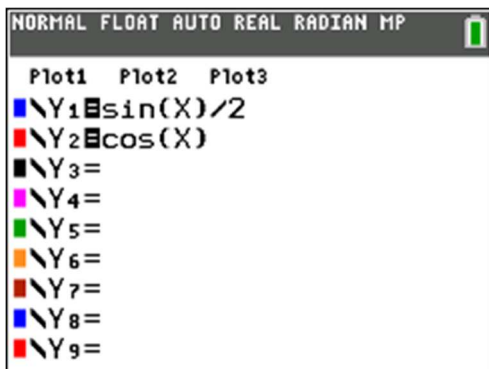 NORMAL FLOAT AUTO REAL RADIAN MP
Plot1 Plot2 Plot3
\Y1=sin(X)/2
\Y2=cos(X)
\Y3=
\Y4=
\Y5=
\Y6=
\Y7=
\Y8=
\Y9=